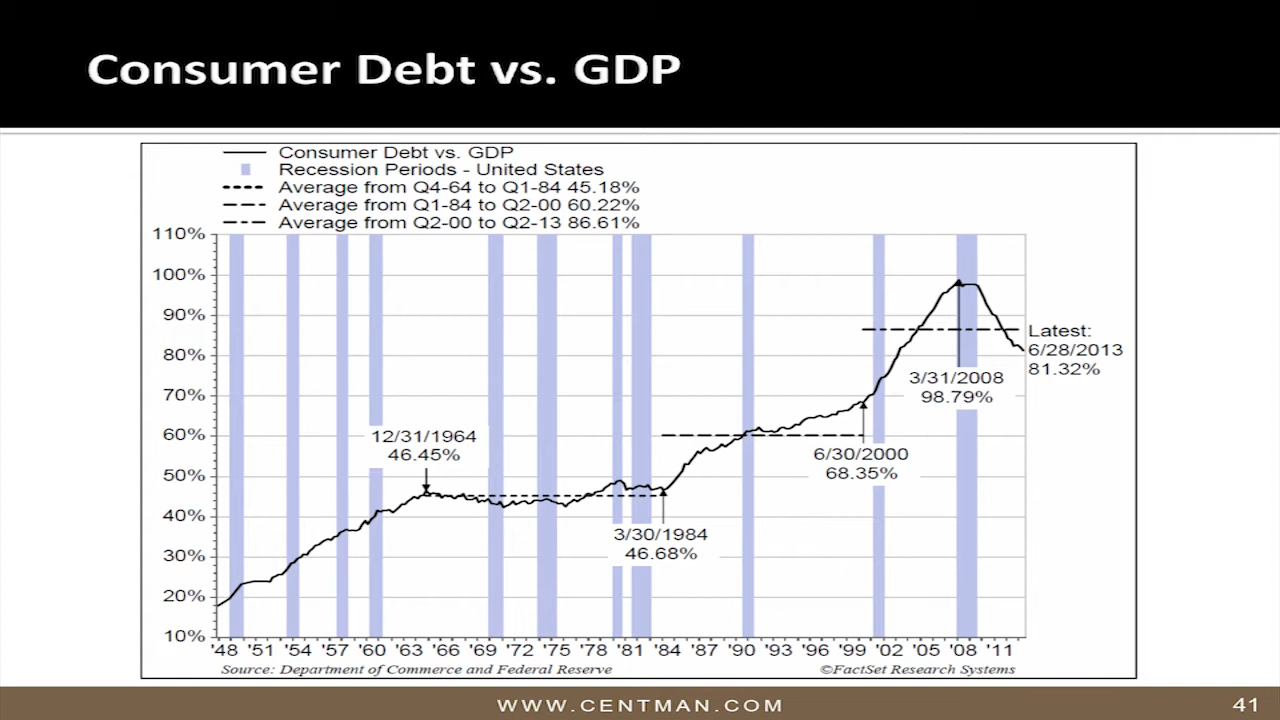 Consumer Debt vs. GDP
Consumer Debt vs. GDP
Recession Periods - United States
Average from Q4-64 to Q1-84 45.18%
Average from Q1-84 to Q2-00 60.22%
Average from Q2-00 to Q2-13 86.61%
110%
100%
90%
80%
70%
60%
50%
40%
30%
20%
10%
12/31/1964
46.45%
3/30/1984
46.68%
6/30/2000
68.35%
3/31/2008
98.79%
Latest:
6/28/2013
81.32%
'48 '51 '54 '57 '60 '63 '66 '69 '72 '75 '78 '81 '84 '87 '90 '93 '96 '99 '02 '05 '08 '11
Source: Department of Commerce and Federal Reserve ©FactSet Research Systems
WWW.CENTMAN.COM 41